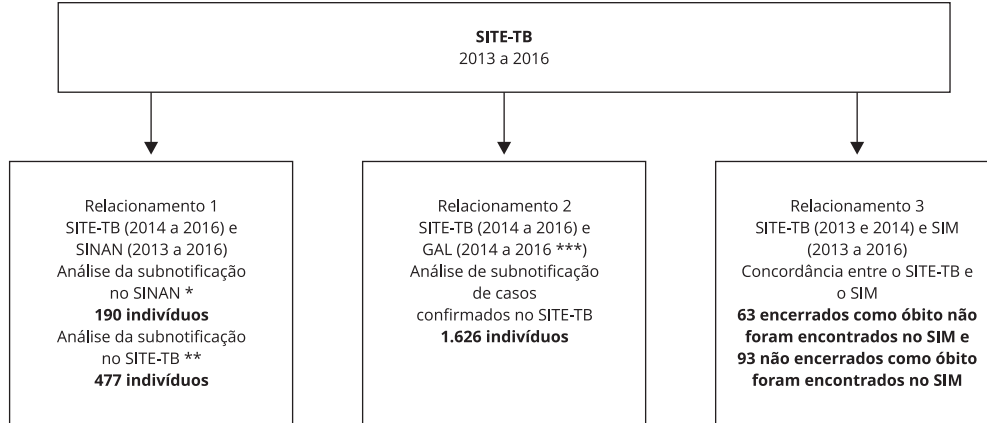 SITE-TB
2013 a 2016
Relacionamento 1
SITE-TB (2014 a 2016) e
SINAN (2013 a 2016)
Análise da subnotificação
no SINAN *
190 indivíduos
Análise da subnotificação
no SITE-TB **
477 indivíduos
Relacionamento 2
SITE-TB (2014 a 2016) e
GAL (2014 a 2016 ***)
Análise de subnotificação
de casos
confirmados no SITE-TB
1.626 indivíduos
Relacionamento 3
SITE-TB (2013 e 2014) e SIM
(2013 a 2016)
Concordância entre o SITE-TB e
o SIM
63 encerrados como óbito não
foram encontrados no SIM e
93 não encerrados como óbito
foram encontrados no SIM